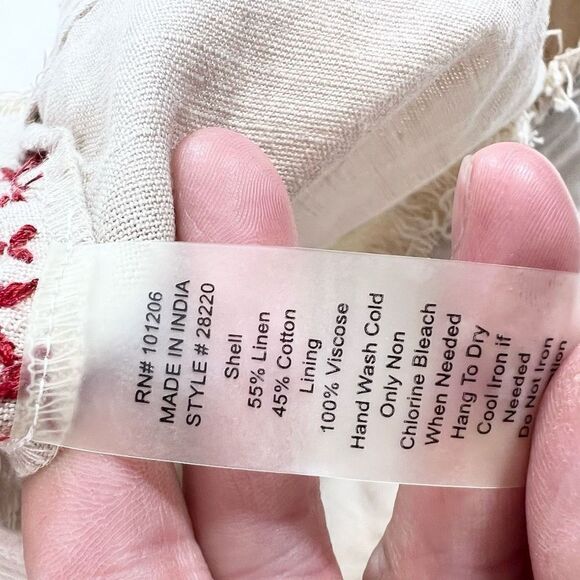 RN# 101206
MADE IN INDIA
STYLE # 28220
Shell
55% Linen
45% Cotton
Lining
100% Viscose
Hand Wash Cold
Only Non
Chlorine Bleach
When Needed
Hang To Dry
Cool Iron if
Needed
Do Not Iron